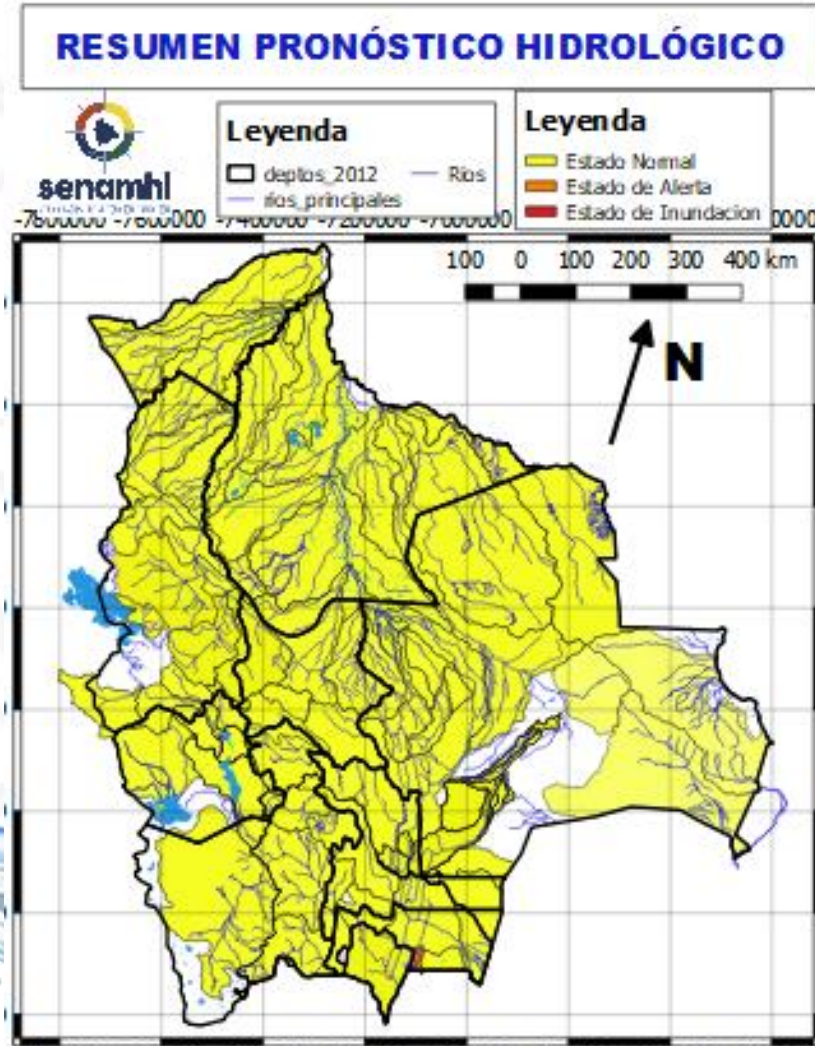 RESUMEN PRONÓSTICO HIDROLÓGICO
senamhi
Leyenda
deptos_2012 Rios
rios_principales
Leyenda
Estado Normal
Estado de Alerta
Estado de Inundacion
-7600000 -7400000 -7200000 -7000000
100 0 100 200 300 400 km
N